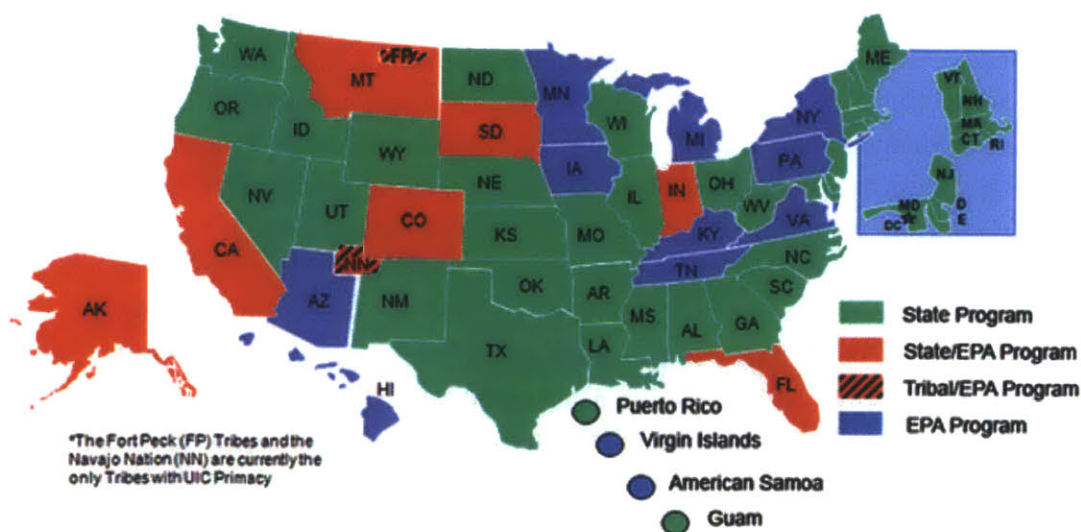 WA
MT
FP
ND
MN
ME
VT
NH
MA
CT
RI
OR
ID
SD
WI
MI
NY
WY
IA
PA
NJ
NV
NE
IL
IN
OH
MD
D
E
DC
UT
CO
KS
MO
WV
VA
KY
CA
NN
TN
NC
AZ
NM
OK
AR
SC
AK
TX
LA
MS
AL
GA
FL
HI
State Program
State/EPA Program
Tribal/EPA Program
EPA Program
Puerto Rico
Virgin Islands
American Samoa
Guam
*The Fort Peck (FP) Tribes and the
Navajo Nation (NN) are currently the
only Tribes with UIC Primacy